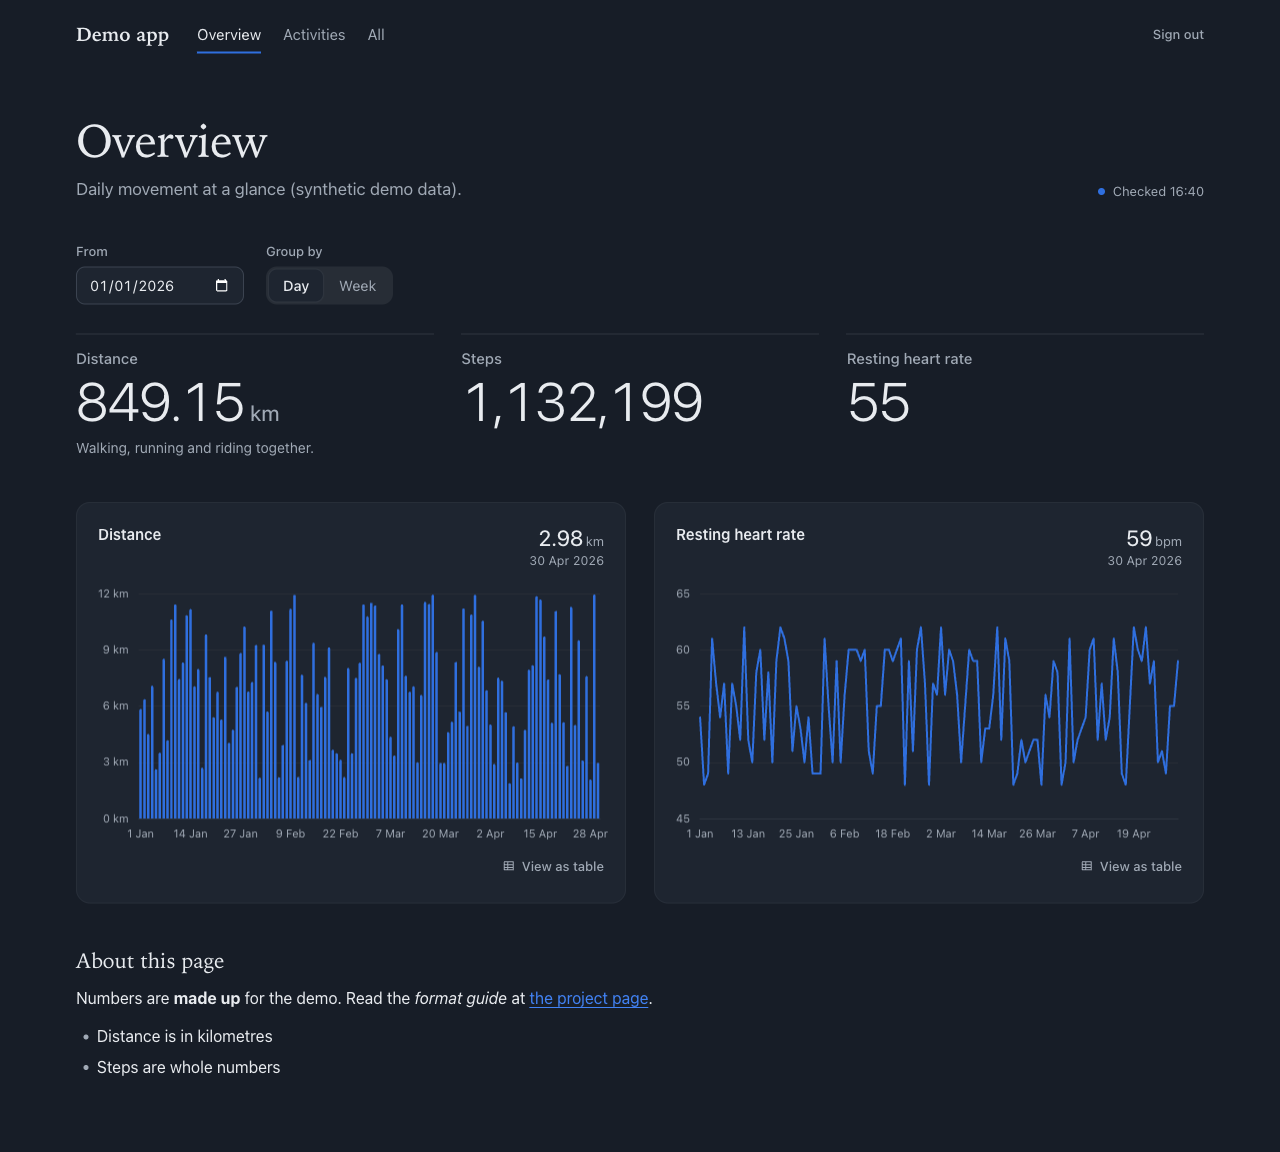 Demo app Overview Activities All Sign out
Overview
Daily movement at a glance (synthetic demo data).
Checked 16:40
From
Group by
01/01/2026
Day Week
Distance
849.15 km
Walking, running and riding together.
Steps
1,132,199
Resting heart rate
55
Distance
2.98 km
30 Apr 2026
12 km
9 km
6 km
3 km
0 km
1 Jan 14 Jan 27 Jan 9 Feb 22 Feb 7 Mar 20 Mar 2 Apr 15 Apr 28 Apr
View as table
Resting heart rate
59 bpm
30 Apr 2026
65
60
55
50
45
1 Jan 13 Jan 25 Jan 6 Feb 18 Feb 2 Mar 14 Mar 26 Mar 7 Apr 19 Apr
View as table
About this page
Numbers are made up for the demo. Read the format guide at the project page.
• Distance is in kilometres
• Steps are whole numbers